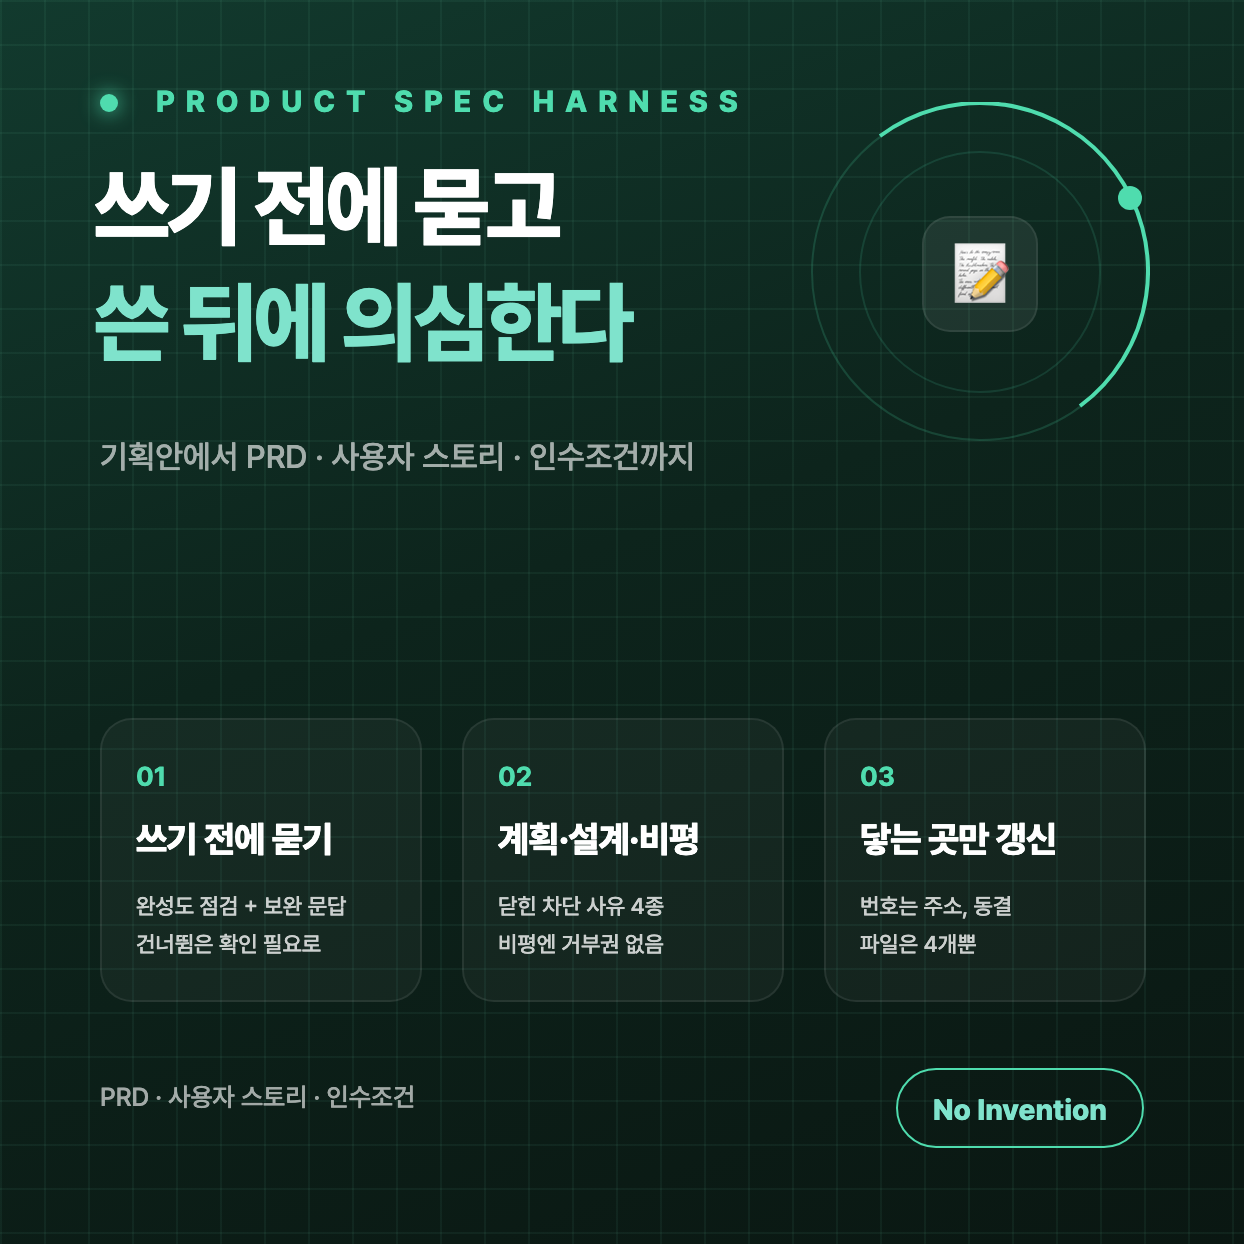 PRODUCT SPEC HARNESS
쓰기 전에 묻고
쓴 뒤에 의심한다
기획안에서 PRD · 사용자 스토리 · 인수조건까지
01
쓰기 전에 묻기
완성도 점검 + 보완 문답
건너뜀은 확인 필요로
02
계획·설계·비평
닫힌 차단 사유 4종
비평엔 거부권 없음
03
닿는 곳만 갱신
번호는 주소, 동결
파일은 4개뿐
PRD · 사용자 스토리 · 인수조건
No Invention